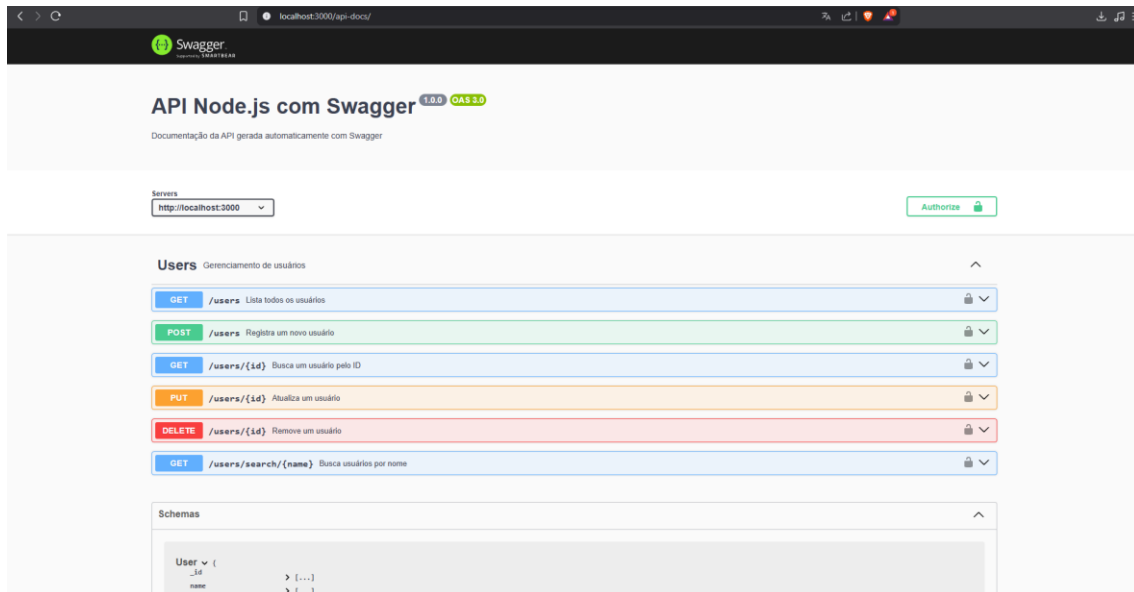 localhost:3000/api-docs/
Swagger.
Supported by SMARTBEAR
API Node.js com Swagger 1.0.0 OAS 3.0
Documentação da API gerada automaticamente com Swagger
Servers
http://localhost:3000
Authorize
Users Gerenciamento de usuários
GET /users Lista todos os usuários
POST /users Registra um novo usuário
GET /users/{id} Busca um usuário pelo ID
PUT /users/{id} Atualiza um usuário
DELETE /users/{id} Remove um usuário
GET /users/search/{name} Busca usuários por nome
Schemas
User {
_id
[...]
name
[...]